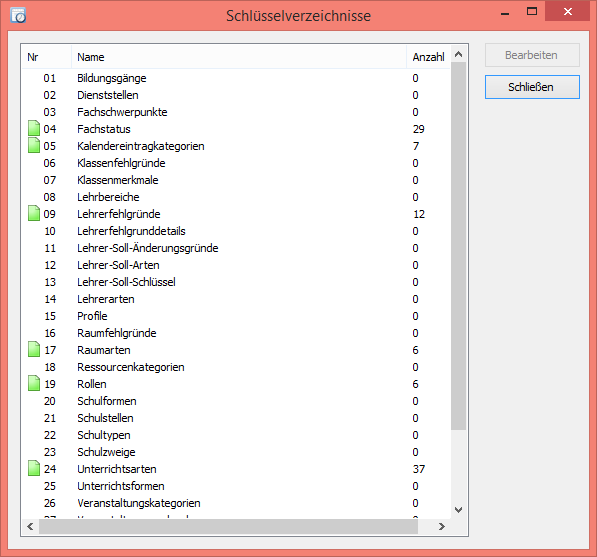 Schlüsselverzeichnisse
Nr Name Anzahl
01 Bildungsgänge 0
02 Dienststellen 0
03 Fachschwerpunkte 0
04 Fachstatus 29
05 Kalendereintragkategorien 7
06 Klassenfehlgründe 0
07 Klassenmerkmale 0
08 Lehrbereiche 0
09 Lehrerfehlgründe 12
10 Lehrerfehlgrunddetails 0
11 Lehrer-Soll-Änderungsgründe 0
12 Lehrer-Soll-Arten 0
13 Lehrer-Soll-Schlüssel 0
14 Lehrerarten 0
15 Profile 0
16 Raumfehlgründe 0
17 Raumarten 6
18 Ressourcenkategorien 0
19 Rollen 6
20 Schulformen 0
21 Schulstellen 0
22 Schultypen 0
23 Schulzweige 0
24 Unterrichtsarten 37
25 Unterrichtsformen 0
26 Veranstaltungskategorien 0
Bearbeiten
Schließen